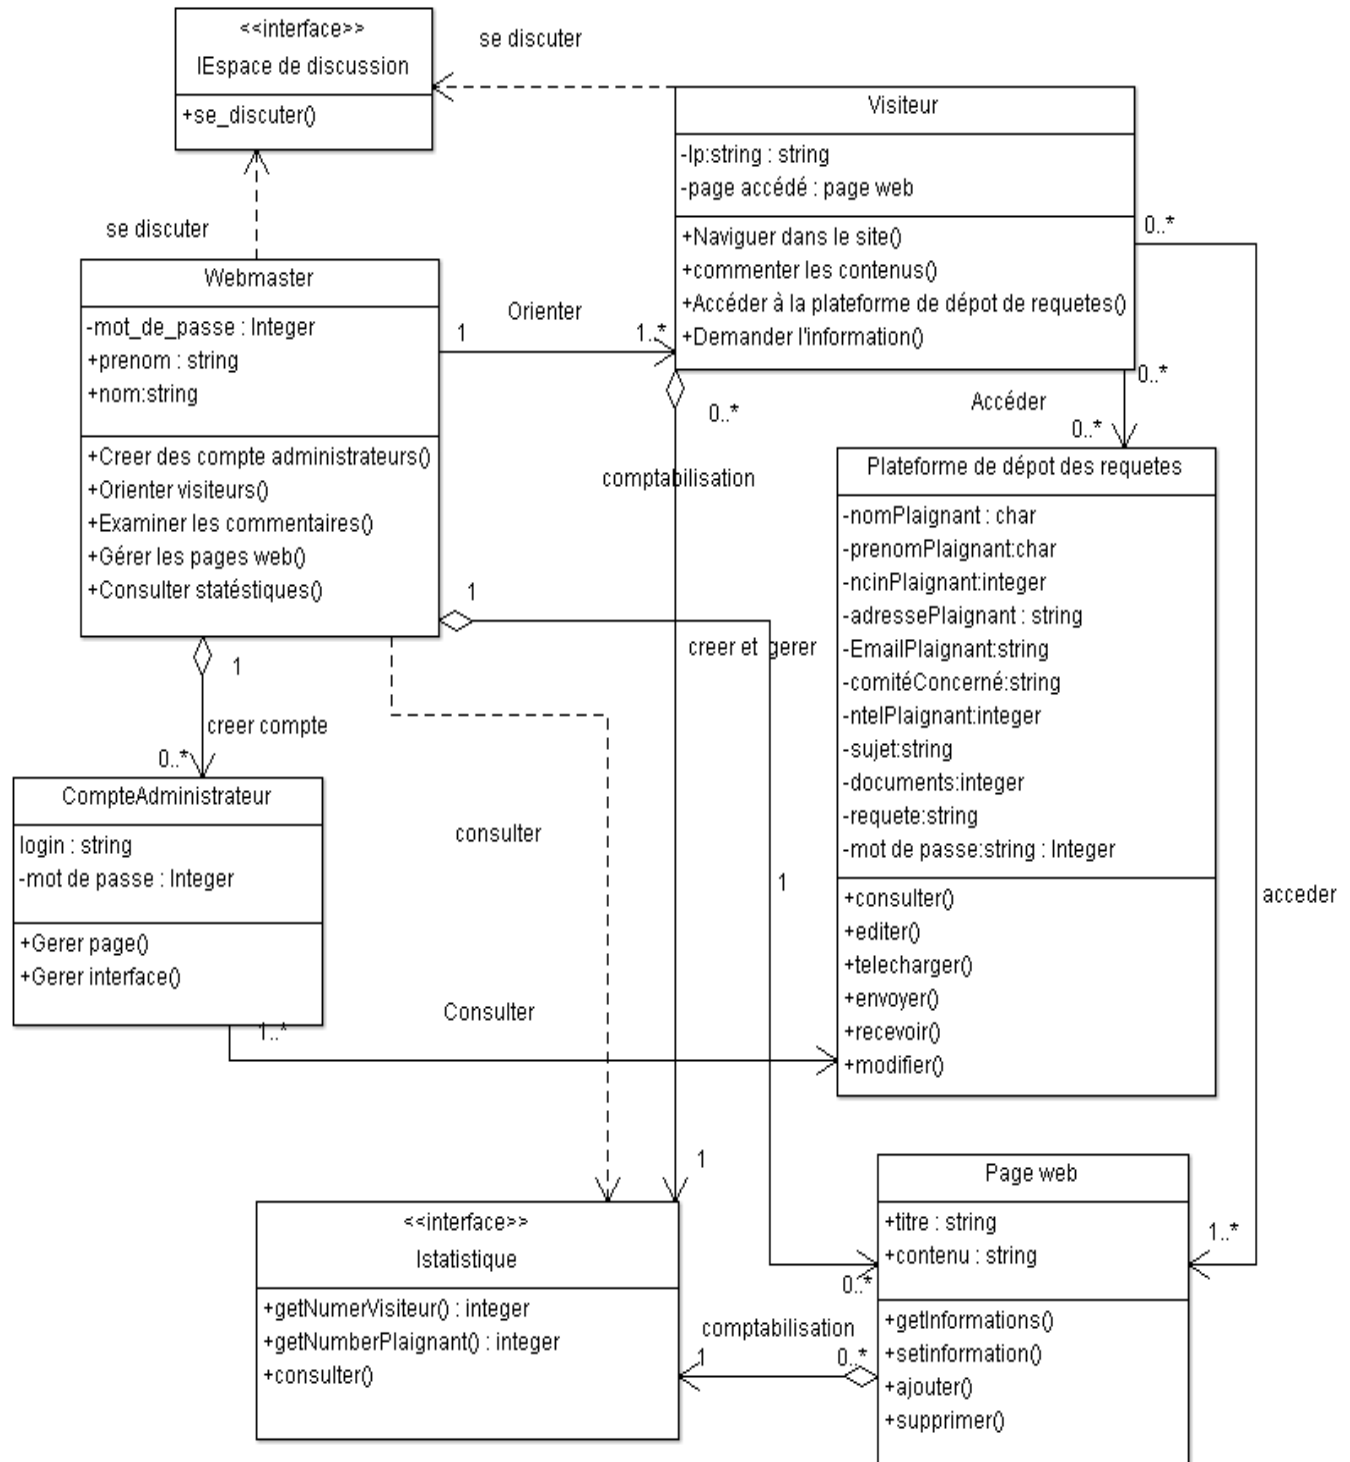 <<interface>>
IEspace de discussion
+se_discuter()
se discuter
Visiteur
-Ip:string : string
-page accédé : page web
+Naviguer dans le site()
+commenter les contenus()
+Accéder à la plateforme de dépot de requetes()
+Demander l'information()
0..*
se discuter
Webmaster
-mot_de_passe : Integer
+prenom : string
+nom:string
+Creer des compte administrateurs()
+Orienter visiteurs()
+Examiner les commentaires()
+Gérer les pages web()
+Consulter statéstiques()
Orienter
1
1..*
0..*
Accéder
0..*
0..*
comptabilisation
Plateforme de dépot des requetes
-nomPlaignant : char
-prenomPlaignant:char
-ncinPlaignant:integer
-adressePlaignant : string
-EmailPlaignant:string
-comitéConcerné:string
-ntelPlaignant:integer
-sujet:string
-documents:integer
-requete:string
-mot de passe:string : Integer
+consulter()
+editer()
+telecharger()
+envoyer()
+recevoir()
+modifier()
1
creer et gerer
1
creer compte
0..*
CompteAdministrateur
login : string
-mot de passe : Integer
+Gerer page()
+Gerer interface()
consulter
1
acceder
Consulter
1..*
1
<<interface>>
Istatistique
+getNumerVisiteur() : integer
+getNumberPlaignant() : integer
+consulter()
Page web
+titre : string
+contenu : string
+getInformations()
+setinformation()
+ajouter()
+supprimer()
1..*
0..*
comptabilisation
1
0..*